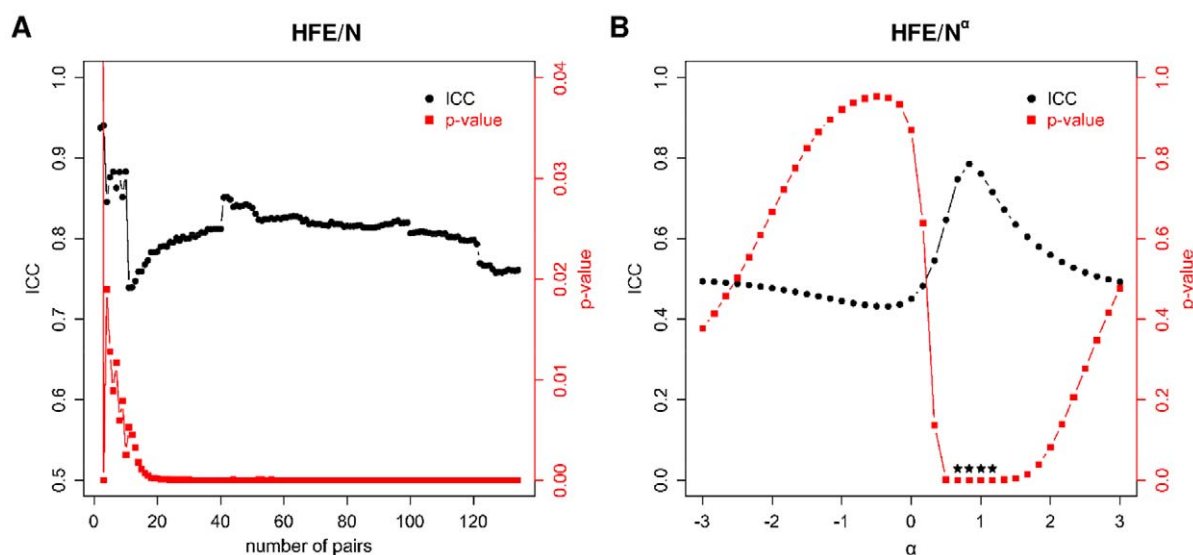 A
HFE/N
ICC
p-value
1.0
0.9
0.8
0.7
0.6
0.5
ICC
0.04
0.03
0.02
0.01
0.00
p-value
0 20 40 60 80 100 120
number of pairs
B
HFE/N^α
ICC
p-value
1.0
0.8
0.6
0.4
0.2
0.0
ICC
1.0
0.8
0.6
0.4
0.2
0.0
p-value
-3 -2 -1 0 1 2 3
α